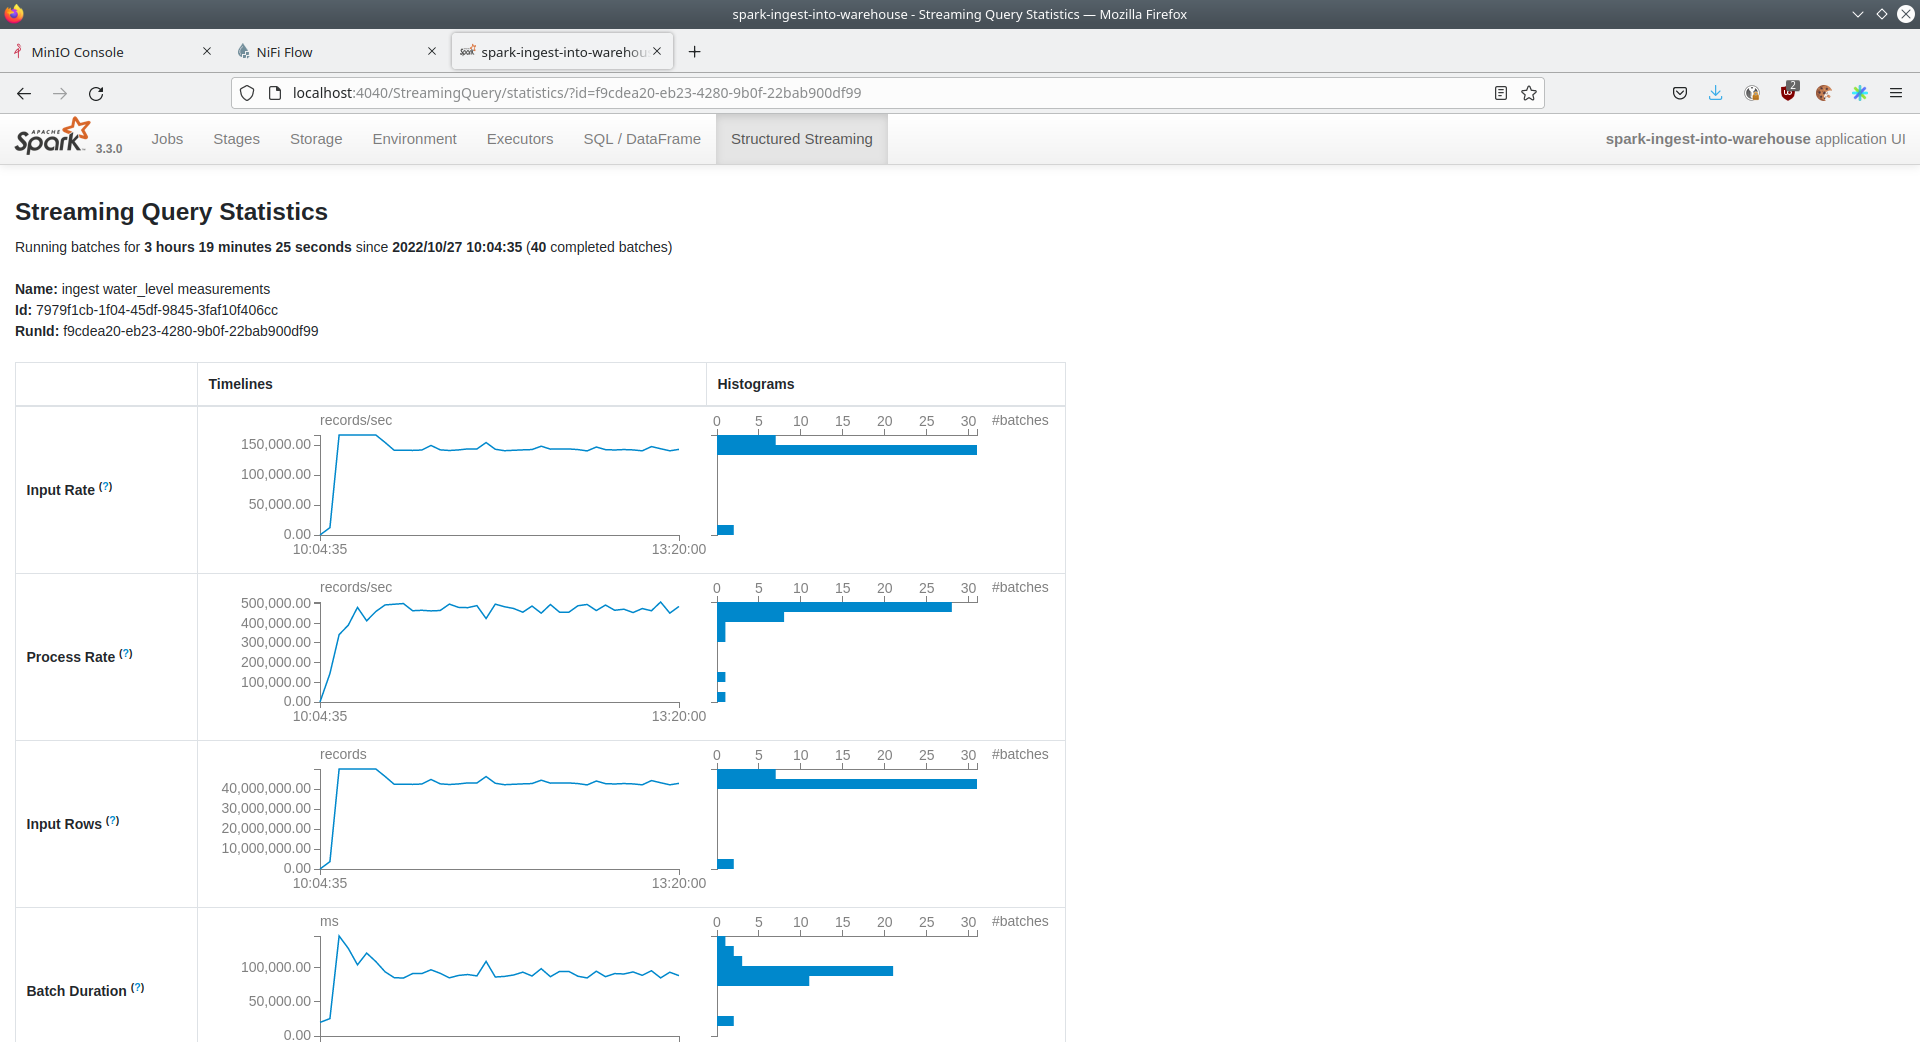 spark-ingest-into-warehouse - Streaming Query Statistics — Mozilla Firefox
MinIO Console
NiFi Flow
spark-ingest-into-warehou
localhost:4040/StreamingQuery/statistics/?id=f9cdea20-eb23-4280-9b0f-22bab900df99
2
APACHE Spark 3.3.0
Jobs
Stages
Storage
Environment
Executors
SQL / DataFrame
Structured Streaming
spark-ingest-into-warehouse application UI
Streaming Query Statistics
Running batches for 3 hours 19 minutes 25 seconds since 2022/10/27 10:04:35 (40 completed batches)
Name: ingest water_level measurements
Id: 7979f1cb-1f04-45df-9845-3faf10f406cc
RunId: f9cdea20-eb23-4280-9b0f-22bab900df99
Timelines
Histograms
Input Rate (?)
records/sec
150,000.00
100,000.00
50,000.00
0.00
10:04:35 13:20:00
0 5 10 15 20 25 30 #batches
Process Rate (?)
records/sec
500,000.00
400,000.00
300,000.00
200,000.00
100,000.00
0.00
10:04:35 13:20:00
0 5 10 15 20 25 30 #batches
Input Rows (?)
records
40,000,000.00
30,000,000.00
20,000,000.00
10,000,000.00
0.00
10:04:35 13:20:00
0 5 10 15 20 25 30 #batches
Batch Duration (?)
ms
100,000.00
50,000.00
0.00
0 5 10 15 20 25 30 #batches